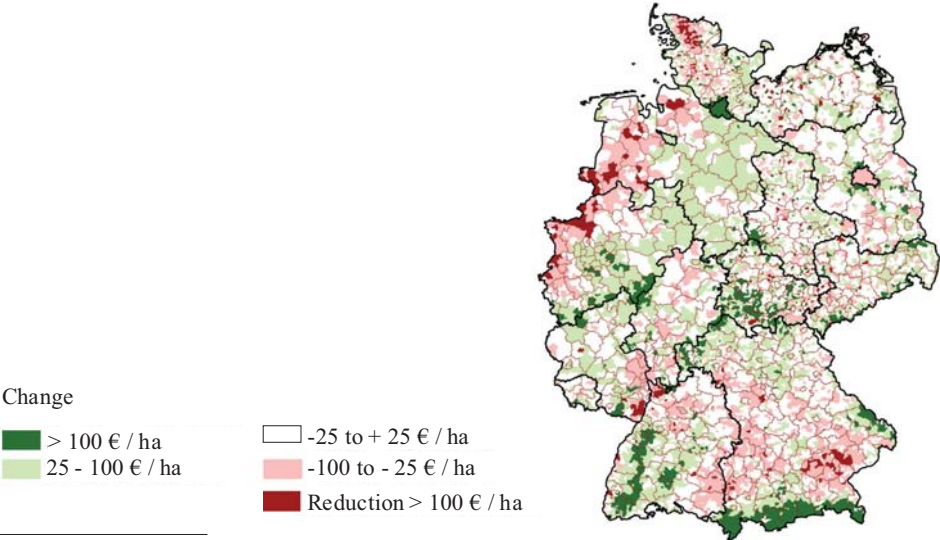 Change
> 100 € / ha
25 - 100 € / ha
-25 to + 25 € / ha
-100 to - 25 € / ha
Reduction > 100 € / ha